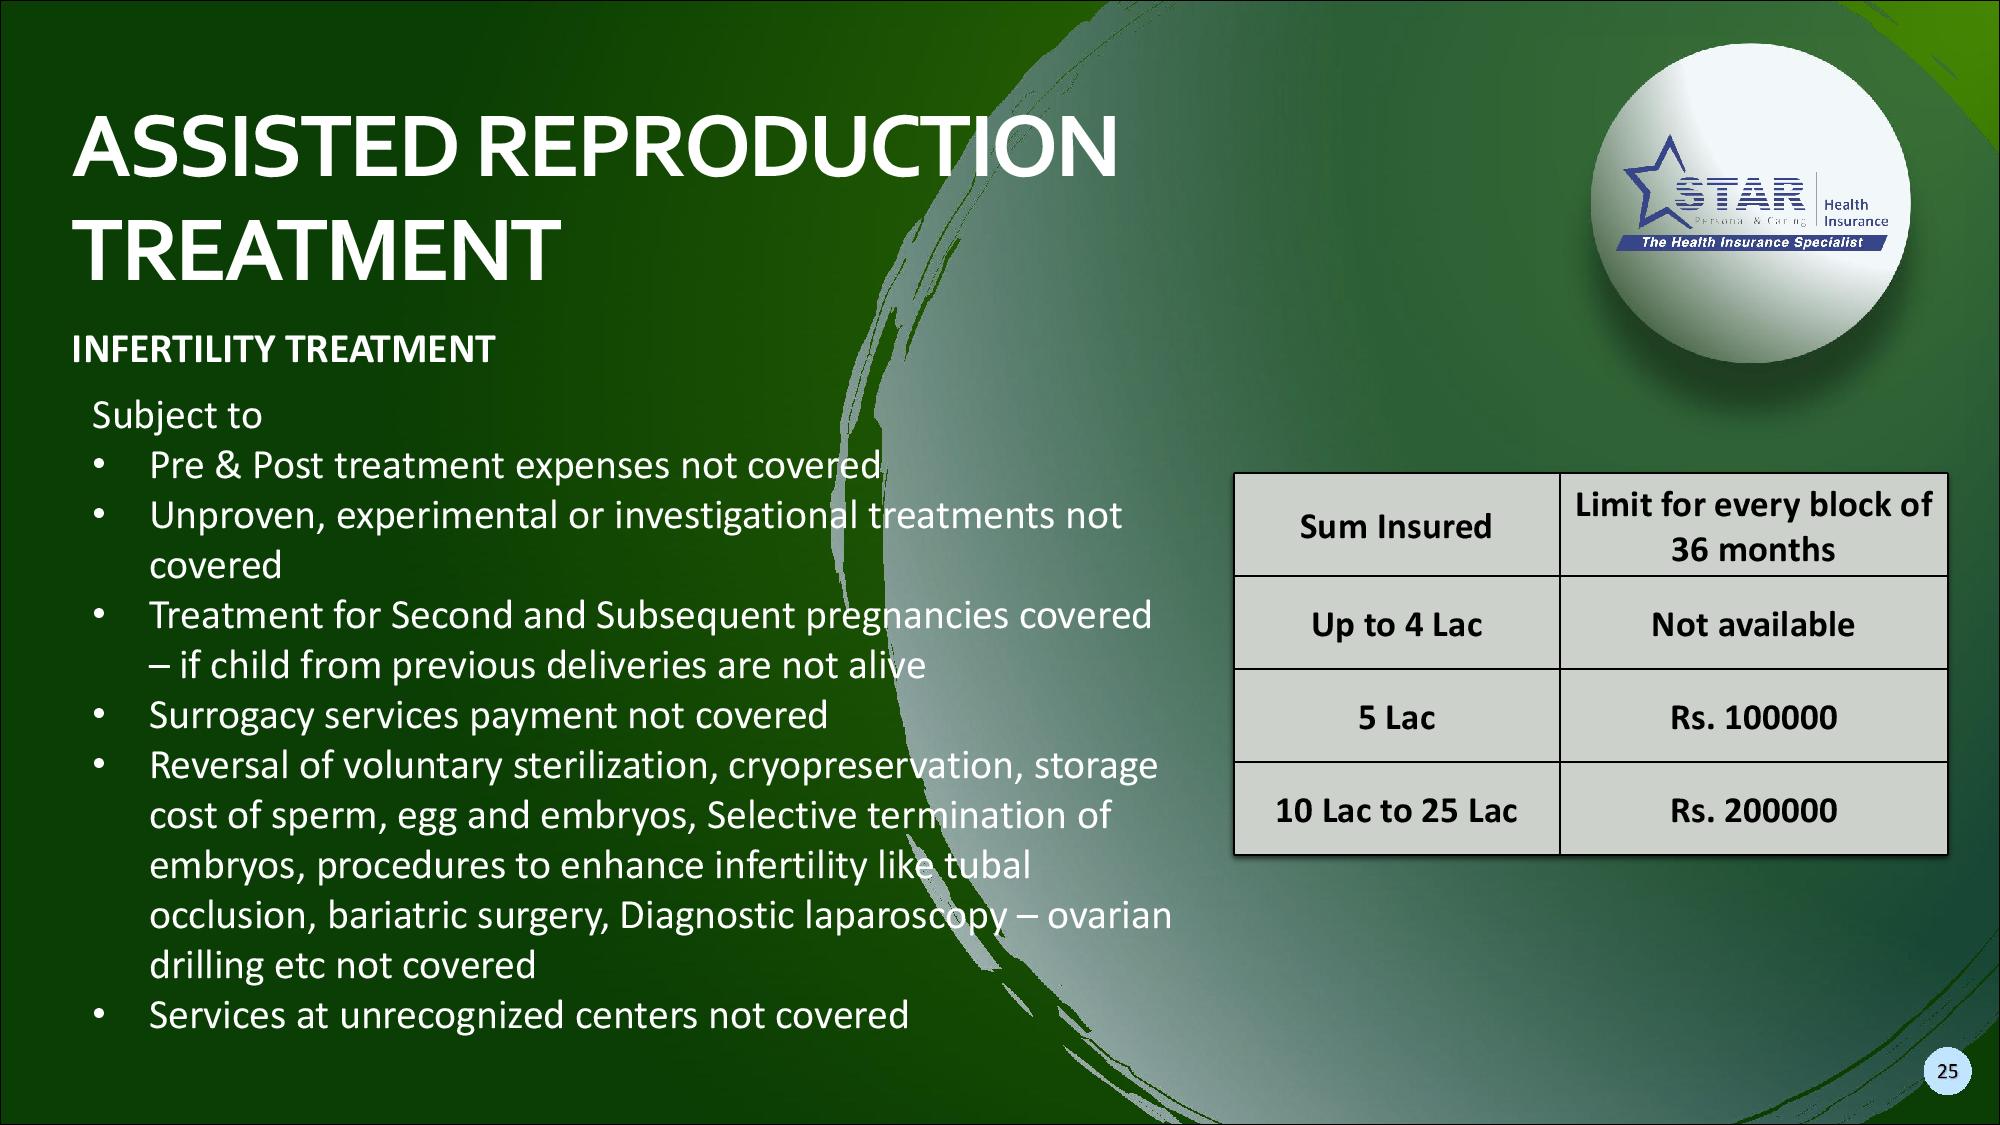 ASSISTED REPRODUCTION
TREATMENT
STAR
Personal & Caring
Health
Insurance
The Health Insurance Specialist
INFERTILITY TREATMENT
Subject to
• Pre & Post treatment expenses not covered
• Unproven, experimental or investigational treatments not
covered
• Treatment for Second and Subsequent pregnancies covered
– if child from previous deliveries are not alive
• Surrogacy services payment not covered
• Reversal of voluntary sterilization, cryopreservation, storage
cost of sperm, egg and embryos, Selective termination of
embryos, procedures to enhance infertility like tubal
occlusion, bariatric surgery, Diagnostic laparoscopy – ovarian
drilling etc not covered
• Services at unrecognized centers not covered
Sum Insured
Limit for every block of
36 months
Up to 4 Lac
Not available
5 Lac
Rs. 100000
10 Lac to 25 Lac
Rs. 200000
25